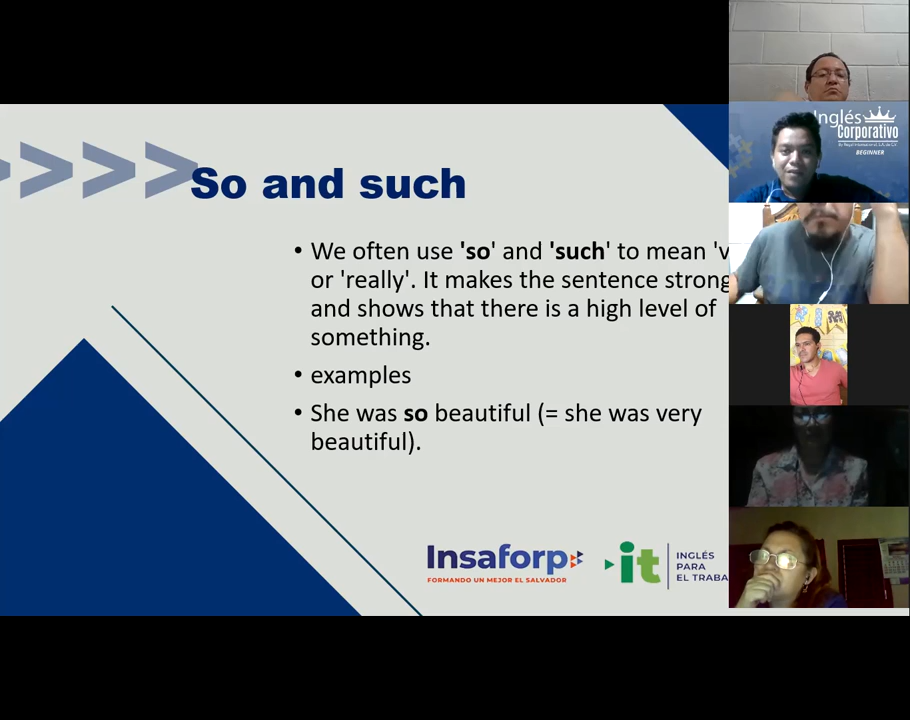 So and such
• We often use 'so' and 'such' to mean
or 'really'. It makes the sentence strong
and shows that there is a high level of
something.
• examples
• She was so beautiful (= she was very
beautiful).
Insaforp
FORMANDO UN MEJOR EL SALVADOR
it
INGLÉS
PARA
EL TRABA
Inglés
Corporativo
BEGINNER